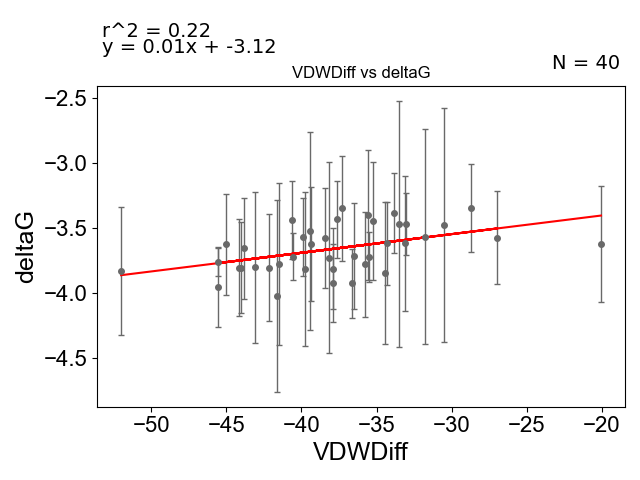 r^2 = 0.22
y = 0.01x + -3.12
N = 40
VDWDiff vs deltaG
deltaG
−2.5
−3.0
−3.5
−4.0
−4.5
−50 −45 −40 −35 −30 −25 −20
VDWDiff